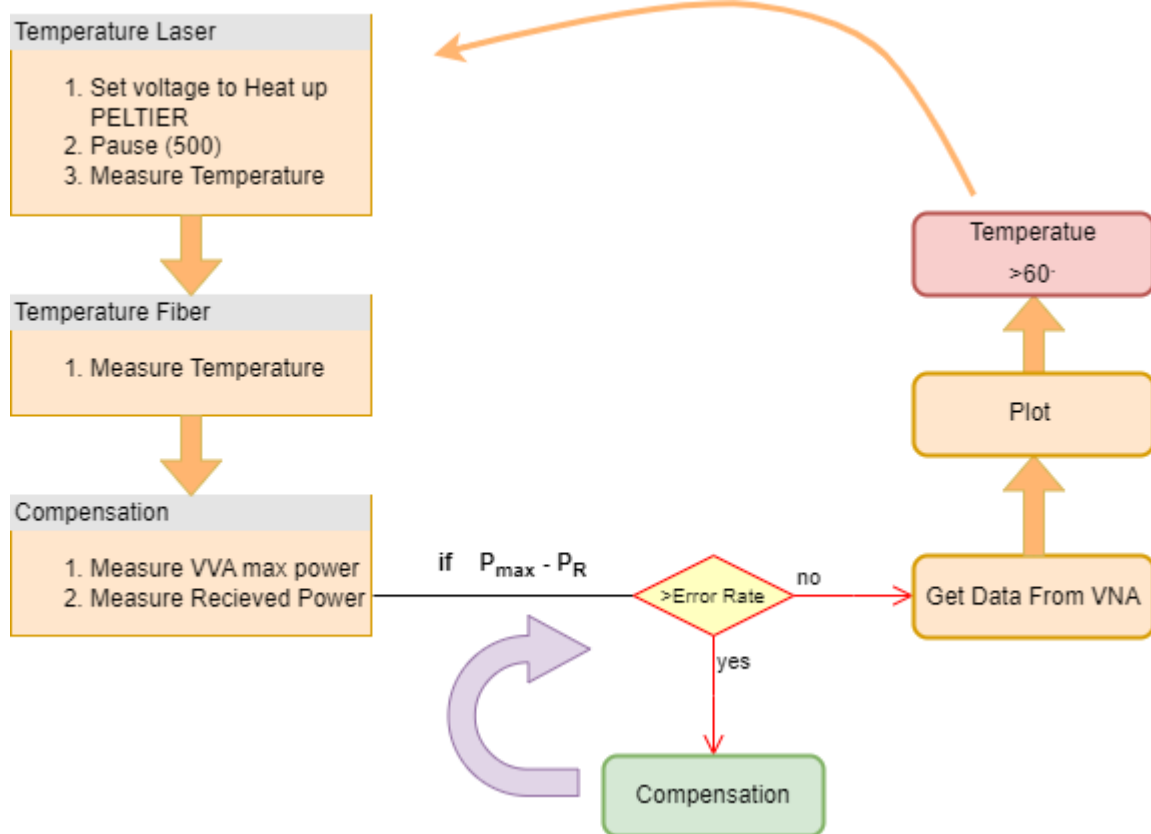 Temperature Laser
1. Set voltage to Heat up
PELTIER
2. Pause (500)
3. Measure Temperature
Temperature Fiber
1. Measure Temperature
Compensation
1. Measure VVA max power
2. Measure Recieved Power
if Pmax - PR
>Error Rate
no
yes
Compensation
Get Data From VNA
Plot
Temperatue
>60-